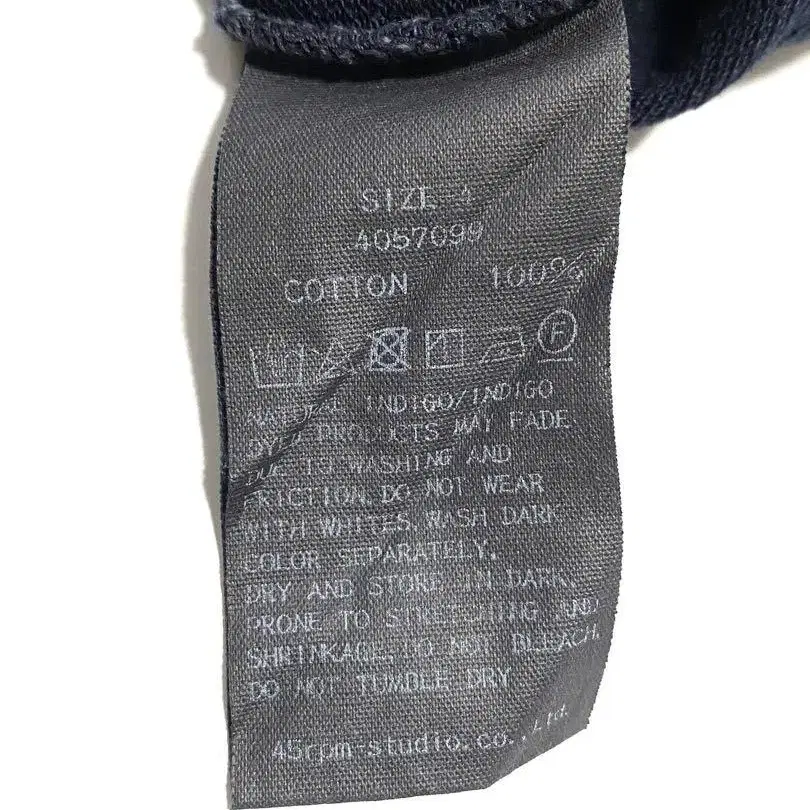 SIZE 4
4057099
COTTON 100%
F
NATURAL INDIGO/INDIGO
DYED PRODUCTS MAY FADE
DUE TO WASHING AND
FRICTION. DO NOT WEAR
WITH WHITES. WASH DARK
COLOR SEPARATELY.
DRY AND STORE IN DARK.
PRONE TO STRETCHING AND
SHRINKAGE. DO NOT BLEACH.
DO NOT TUMBLE DRY
45rpm-studio.co.,Ltd.